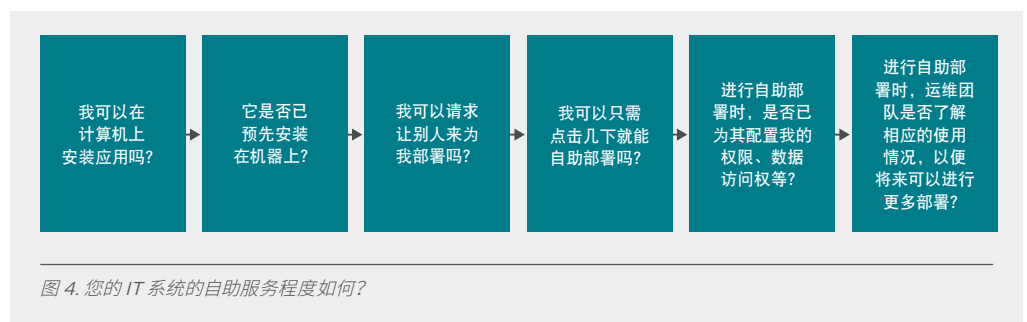 我可以在
计算机上
安装应用吗？
它是否已
预先安装
在机器上？
我可以请求
让别人来为
我部署吗？
我可以只需
点击几下就能
自助部署吗？
进行自助部
署时，是否已
为其配置我的
权限、数据
访问权等？
进行自助部
署时，运维团
队是否了解
相应的使用
情况，以便
将来可以进行
更多部署？
图 4. 您的 IT 系统的自助服务程度如何？